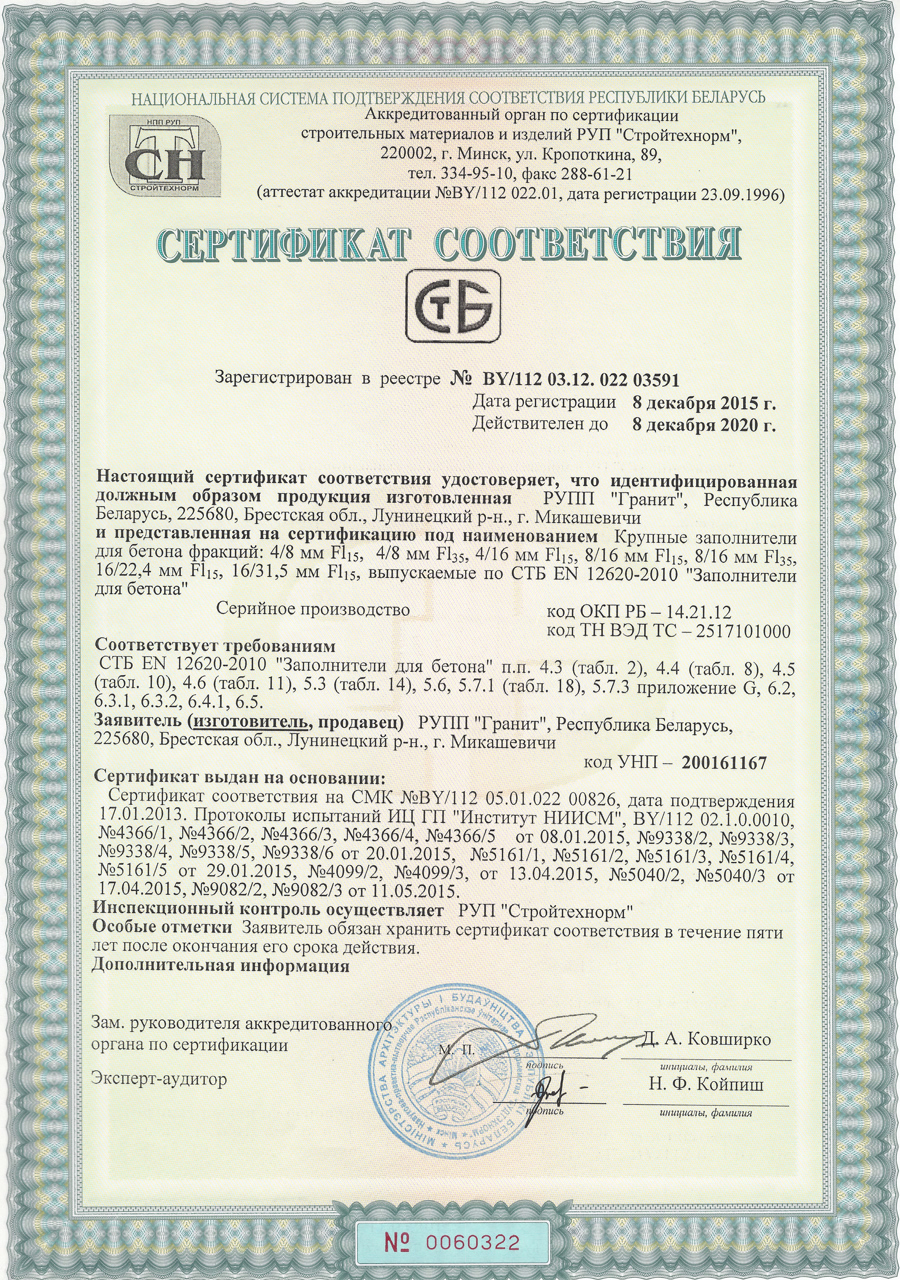 НАЦИОНАЛЬНАЯ СИСТЕМА ПОДТВЕРЖДЕНИЯ СООТВЕТСТВИЯ РЕСПУБЛИКИ БЕЛАРУСЬ
НПП РУП
СН
СТРОЙТЕХНОРМ
Аккредитованный орган по сертификации
строительных материалов и изделий РУП "Стройтехнорм",
220002, г. Минск, ул. Кропоткина, 89,
тел. 334-95-10, факс 288-61-21
(аттестат аккредитации №BY/112 022.01, дата регистрации 23.09.1996)
СЕРТИФИКАТ СООТВЕТСТВИЯ
СТБ
Зарегистрирован в реестре № BY/112 03.12. 022 03591
Дата регистрации 8 декабря 2015 г.
Действителен до 8 декабря 2020 г.
Настоящий сертификат соответствия удостоверяет, что идентифицированная
должным образом продукция изготовленная РУПП "Гранит", Республика
Беларусь, 225680, Брестская обл., Лунинецкий р-н., г. Микашевичи
и представленная на сертификацию под наименованием Крупные заполнители
для бетона фракций: 4/8 мм Fl15, 4/8 мм Fl35, 4/16 мм Fl15, 8/16 мм Fl15, 8/16 мм Fl35,
16/22,4 мм Fl15, 16/31,5 мм Fl15, выпускаемые по СТБ EN 12620-2010 "Заполнители
для бетона"
Серийное производство код ОКП РБ – 14.21.12
код ТН ВЭД ТС – 2517101000
Соответствует требованиям
СТБ EN 12620-2010 "Заполнители для бетона" п.п. 4.3 (табл. 2), 4.4 (табл. 8), 4.5
(табл. 10), 4.6 (табл. 11), 5.3 (табл. 14), 5.6, 5.7.1 (табл. 18), 5.7.3 приложение G, 6.2,
6.3.1, 6.3.2, 6.4.1, 6.5.
Заявитель (изготовитель, продавец) РУПП "Гранит", Республика Беларусь,
225680, Брестская обл., Лунинецкий р-н., г. Микашевичи
код УНП – 200161167
Сертификат выдан на основании:
Сертификат соответствия на СМК №BY/112 05.01.022 00826, дата подтверждения
17.01.2013. Протоколы испытаний ИЦ ГП "Институт НИИСМ", BY/112 02.1.0.0010,
№4366/1, №4366/2, №4366/3, №4366/4, №4366/5 от 08.01.2015, №9338/2, №9338/3,
№9338/4, №9338/5, №9338/6 от 20.01.2015, №5161/1, №5161/2, №5161/3, №5161/4,
№5161/5 от 29.01.2015, №4099/2, №4099/3, от 13.04.2015, №5040/2, №5040/3 от
17.04.2015, №9082/2, №9082/3 от 11.05.2015.
Инспекционный контроль осуществляет РУП "Стройтехнорм"
Особые отметки Заявитель обязан хранить сертификат соответствия в течение пяти
лет после окончания его срока действия.
Дополнительная информация
Зам. руководителя аккредитованного
органа по сертификации
М. П.
Д. А. Ковширко
подпись инициалы, фамилия
Эксперт-аудитор
Н. Ф. Койпиш
подпись инициалы, фамилия
МІНІСТЭРСТВА АРХІТЭКТУРЫ І БУДАЎНІЦТВА
БЕЛАРУСЬ
Мінск
№ 0060322